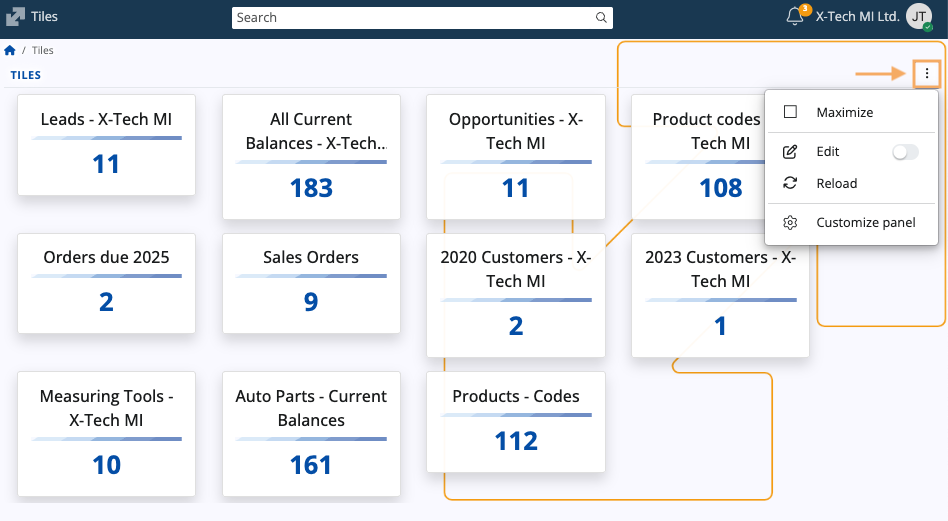 Tiles
Search
3
X-Tech MI Ltd.
JT
/ Tiles
TILES
Leads - X-Tech MI
11
All Current
Balances - X-Tech...
183
Opportunities - X-
Tech MI
11
Product codes
Tech MI
108
Maximize
Edit
Reload
Customize panel
Orders due 2025
2
Sales Orders
9
2020 Customers - X-
Tech MI
2
2023 Customers - X-
Tech MI
1
Measuring Tools -
X-Tech MI
10
Auto Parts - Current
Balances
161
Products - Codes
112